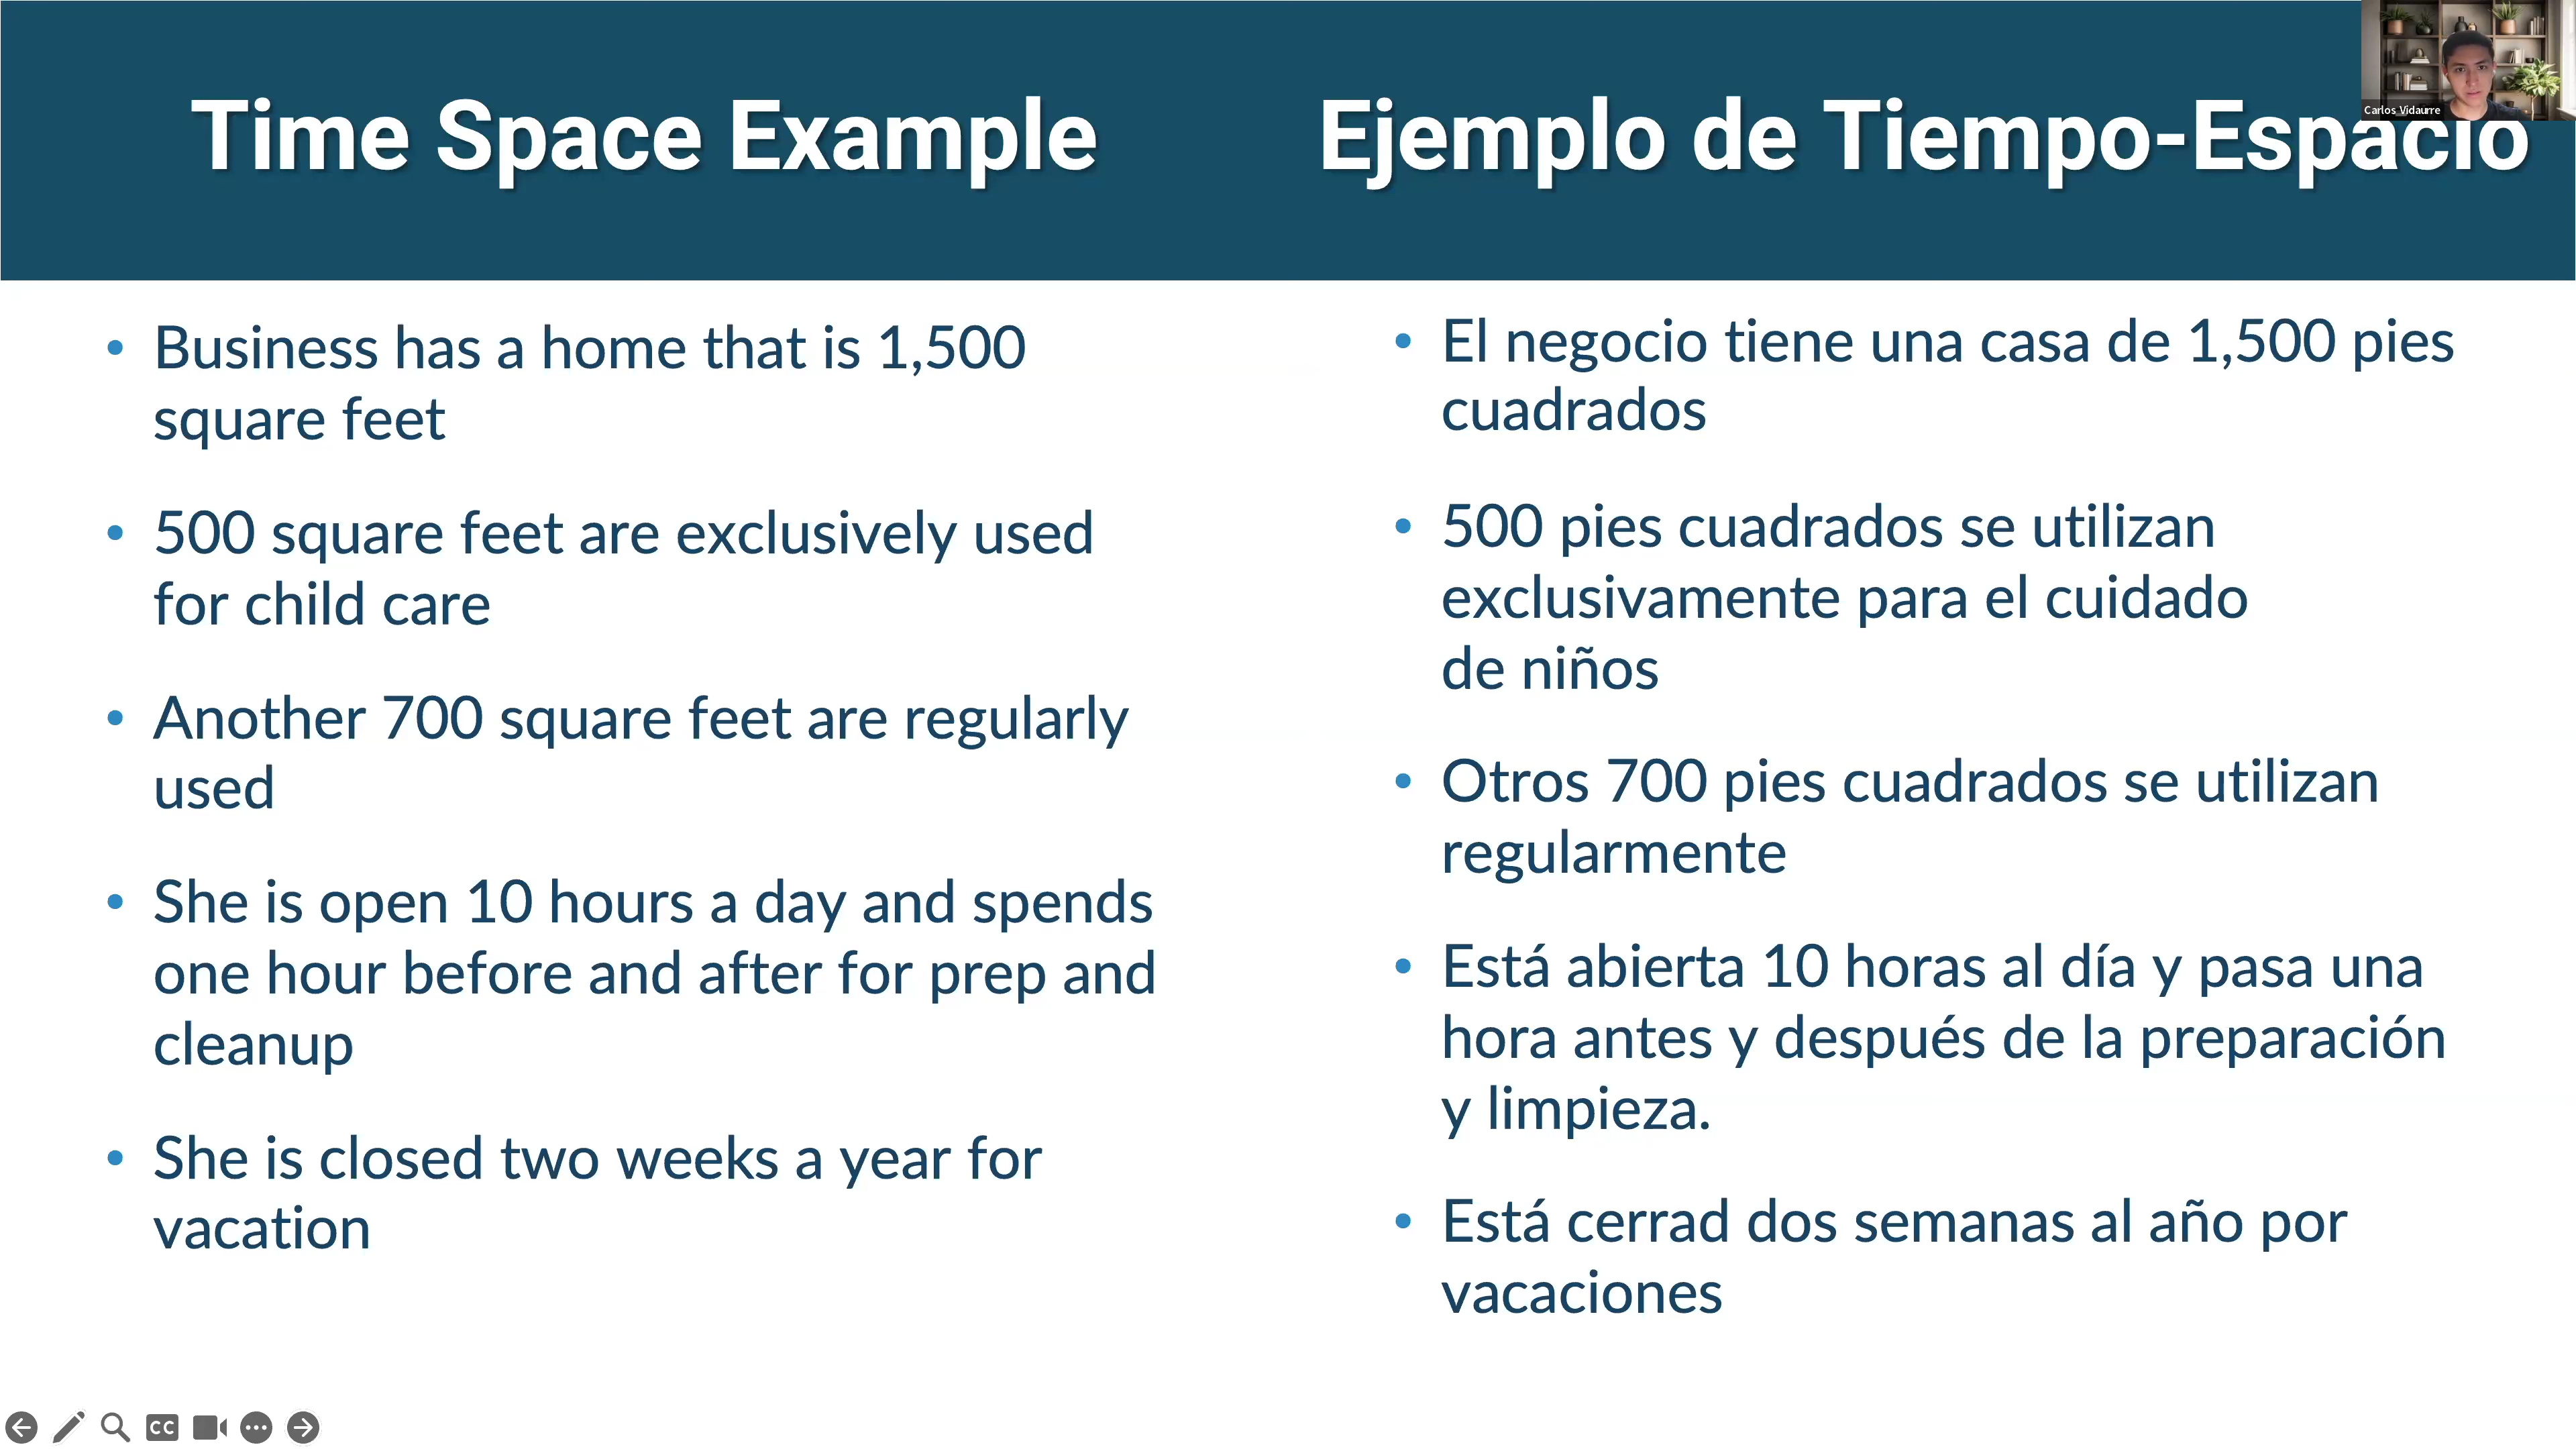 Time Space Example
Ejemplo de Tiempo-Espacio
Carlos Vidaurre
• Business has a home that is 1,500
square feet
• 500 square feet are exclusively used
for child care
• Another 700 square feet are regularly
used
• She is open 10 hours a day and spends
one hour before and after for prep and
cleanup
• She is closed two weeks a year for
vacation
• El negocio tiene una casa de 1,500 pies
cuadrados
• 500 pies cuadrados se utilizan
exclusivamente para el cuidado
de niños
• Otros 700 pies cuadrados se utilizan
regularmente
• Está abierta 10 horas al día y pasa una
hora antes y después de la preparación
y limpieza.
• Está cerrad dos semanas al año por
vacaciones
CC